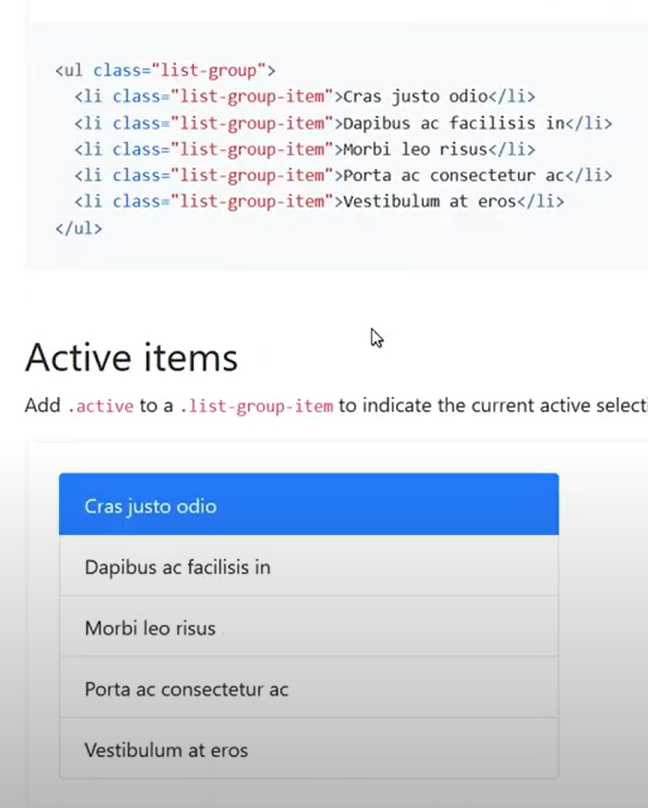 <ul class="list-group">
<li class="list-group-item">Cras justo odio</li>
<li class="list-group-item">Dapibus ac facilisis in</li>
<li class="list-group-item">Morbi leo risus</li>
<li class="list-group-item">Porta ac consectetur ac</li>
<li class="list-group-item">Vestibulum at eros</li>
</ul>
Active items
Add .active to a .list-group-item to indicate the current active selecti
Cras justo odio
Dapibus ac facilisis in
Morbi leo risus
Porta ac consectetur ac
Vestibulum at eros